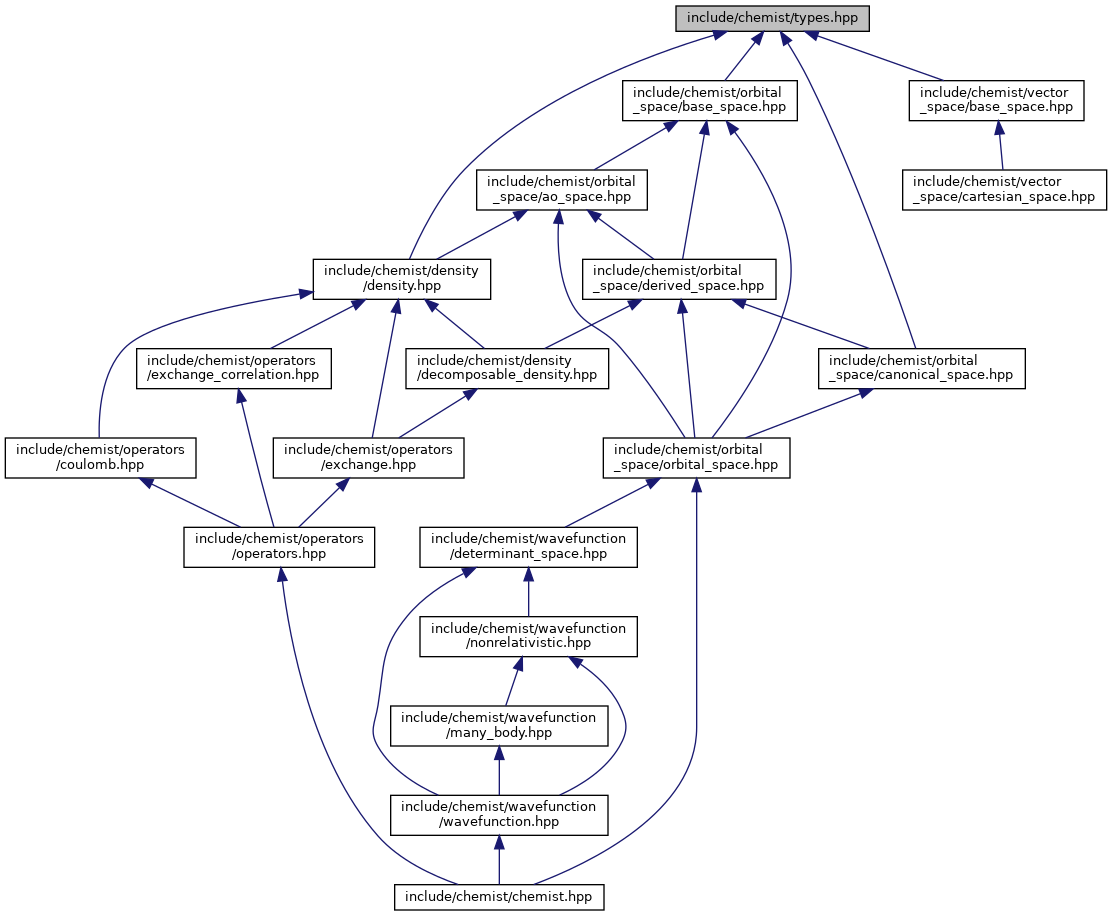 include/chemist/types.hpp
include/chemist/orbital
_space/base_space.hpp
include/chemist/vector
_space/base_space.hpp
include/chemist/orbital
_space/ao_space.hpp
include/chemist/vector
_space/cartesian_space.hpp
include/chemist/density
/density.hpp
include/chemist/orbital
_space/derived_space.hpp
include/chemist/operators
/exchange_correlation.hpp
include/chemist/density
/decomposable_density.hpp
include/chemist/orbital
_space/canonical_space.hpp
include/chemist/operators
/coulomb.hpp
include/chemist/operators
/exchange.hpp
include/chemist/orbital
_space/orbital_space.hpp
include/chemist/operators
/operators.hpp
include/chemist/wavefunction
/determinant_space.hpp
include/chemist/wavefunction
/nonrelativistic.hpp
include/chemist/wavefunction
/many_body.hpp
include/chemist/wavefunction
/wavefunction.hpp
include/chemist/chemist.hpp